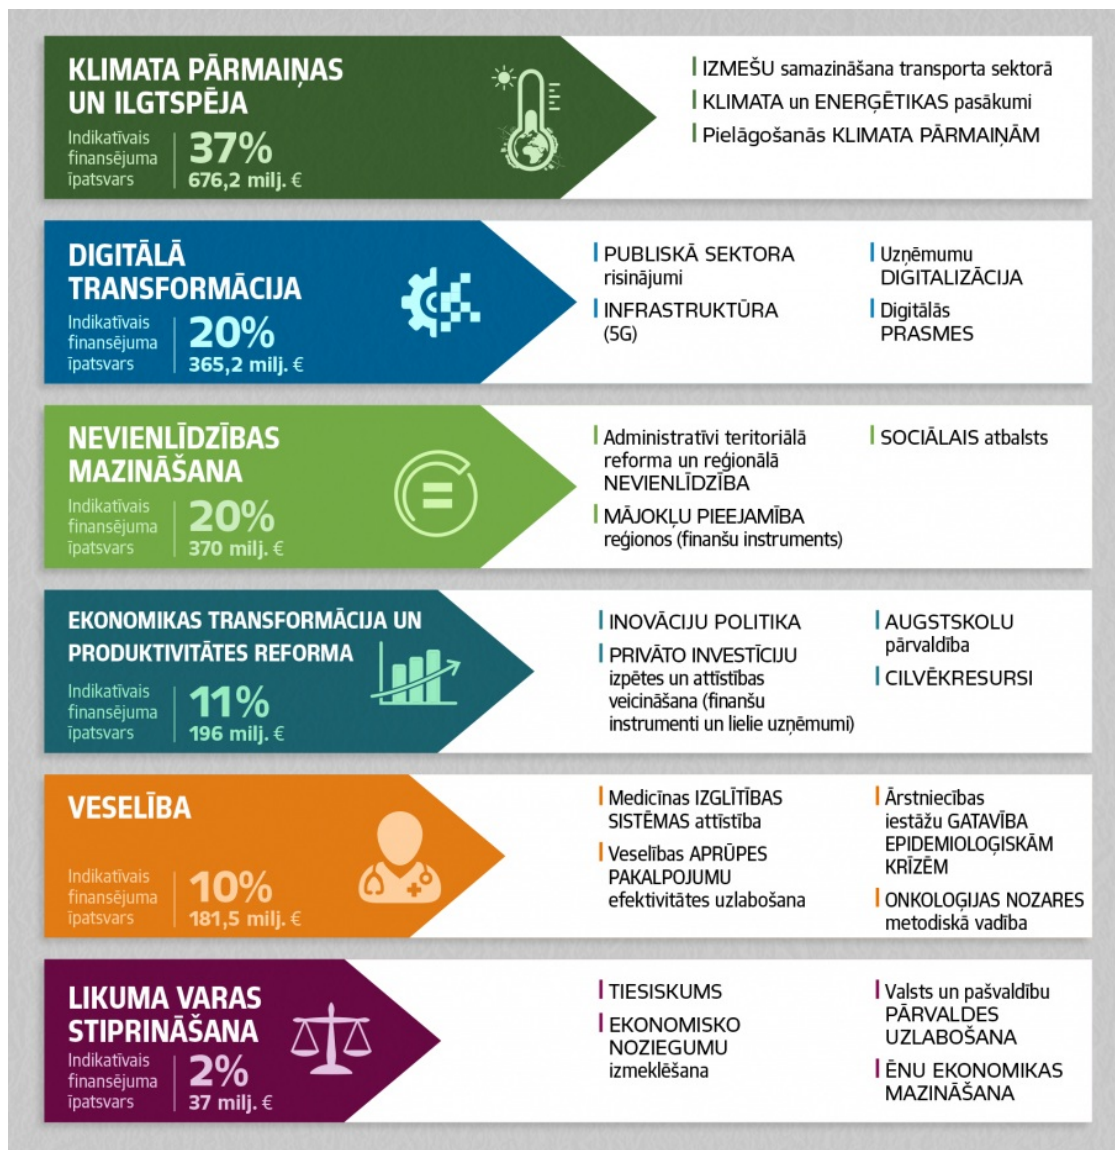 KLIMATA PĀRMAIŅAS
UN ILGTSPĒJA
Indikatīvais
finansējuma
īpatsvars
37%
676,2 milj. €
IZMEŠU samazināšana transporta sektorā
KLIMATA un ENERĢĒTIKAS pasākumi
Pielāgošanās KLIMATA PĀRMAIŅĀM
DIGITĀLĀ
TRANSFORMĀCIJA
Indikatīvais
finansējuma
īpatsvars
20%
365,2 milj. €
PUBLISKĀ SEKTORA
risinājumi
INFRASTRUKTŪRA
(5G)
Uzņēmumu
DIGITALIZĀCIJA
Digitālās
PRASMES
NEVIENLĪDZĪBAS
MAZINĀŠANA
Indikatīvais
finansējuma
īpatsvars
20%
370 milj. €
Administratīvi teritoriālā
reforma un reģionālā
NEVIENLĪDZĪBA
MĀJOKĻU PIEEJAMĪBA
reģionos (finanšu instruments)
SOCIĀLAIS atbalsts
EKONOMIKAS TRANSFORMĀCIJA UN
PRODUKTIVITĀTES REFORMA
Indikatīvais
finansējuma
īpatsvars
11%
196 milj. €
INOVĀCIJU POLITIKA
PRIVĀTO INVESTĪCIJU
izpētes un attīstības
veicināšana (finanšu
instrumenti un lielie uzņēmumi)
AUGSTSKOLU
pārvaldība
CILVĒKRESURSI
VESELĪBA
Indikatīvais
finansējuma
īpatsvars
10%
181,5 milj. €
Medicīnas IZGLĪTĪBAS
SISTĒMAS attīstība
Veselības APRŪPES
PAKALPOJUMU
efektivitātes uzlabošana
Ārstniecības
iestāžu GATAVĪBA
EPIDEMIOLOĢISKĀM
KRĪZĒM
ONKOLOĢIJAS NOZARES
metodiskā vadība
LIKUMA VARAS
STIPRINĀŠANA
Indikatīvais
finansējuma
īpatsvars
2%
37 milj. €
TIESISKUMS
EKONOMISKO
NOZIEGUMU
izmeklēšana
Valsts un pašvaldību
PĀRVALDES
UZLABOŠANA
ĒNU EKONOMIKAS
MAZINĀŠANA